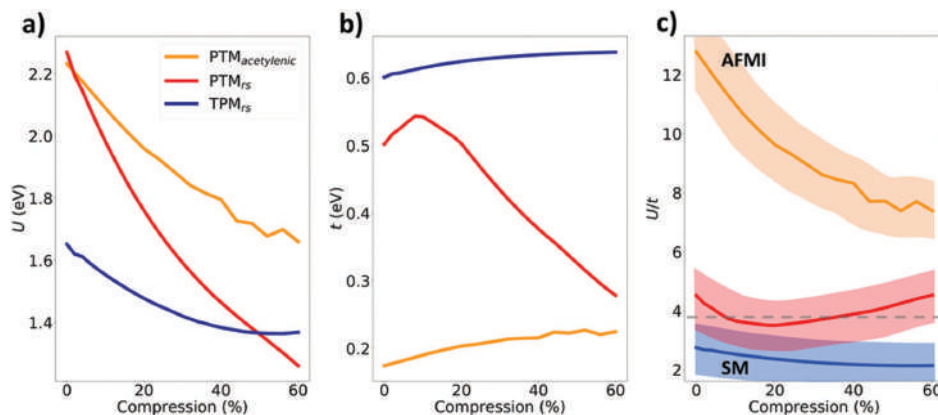 a)
b)
c)
2.2
2.0
1.8
1.6
1.4
U (eV)
PTMacetylenic
PTMrs
TPMrs
0 20 40 60
Compression (%)
0.6
0.5
0.4
0.3
0.2
t (eV)
0 20 40 60
Compression (%)
12
10
8
6
4
2
U/t
AFMI
SM
0 20 40 60
Compression (%)